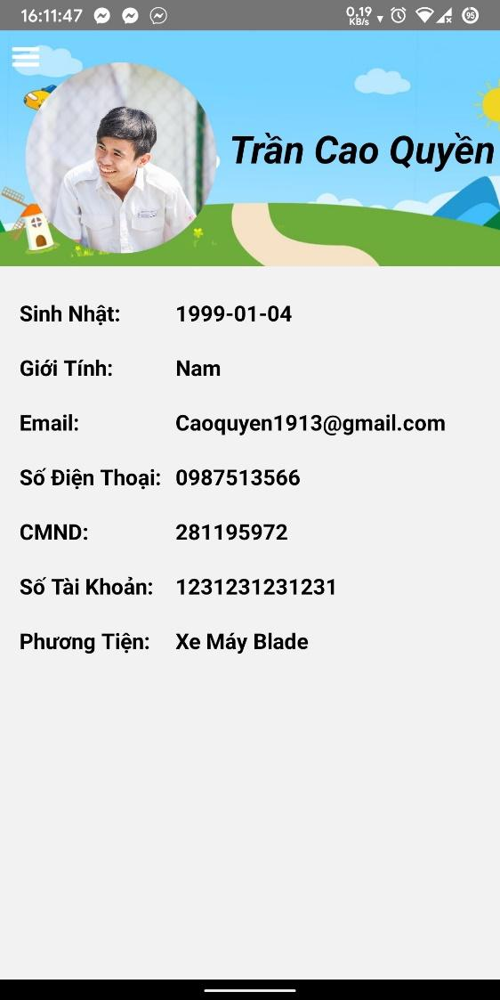 16:11:47 0,19 KB/s 95
Trần Cao Quyền
Sinh Nhật: 1999-01-04
Giới Tính: Nam
Email: Caoquyen1913@gmail.com
Số Điện Thoại: 0987513566
CMND: 281195972
Số Tài Khoản: 1231231231231
Phương Tiện: Xe Máy Blade